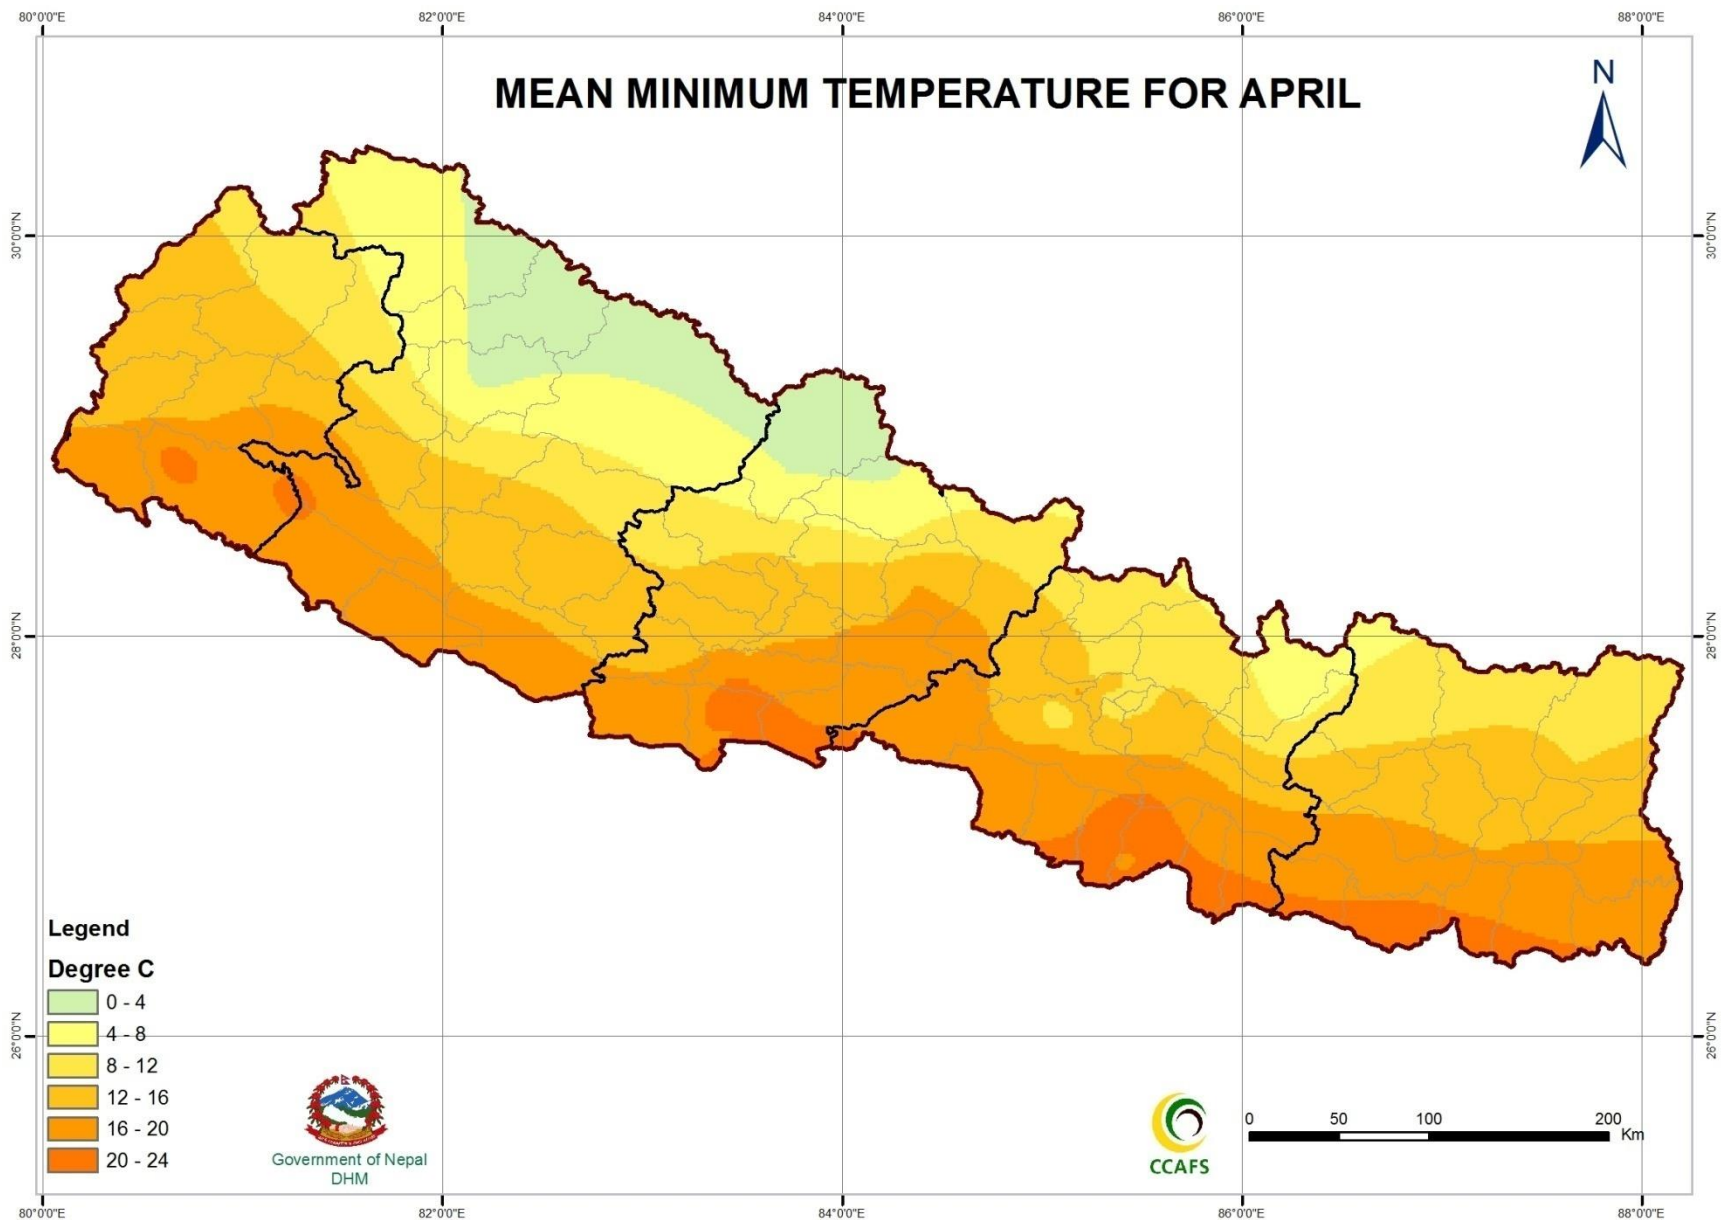 80°0'0"E 82°0'0"E 84°0'0"E 86°0'0"E 88°0'0"E
MEAN MINIMUM TEMPERATURE FOR APRIL
N
30°0'0"N 30°0'0"N
28°0'0"N 28°0'0"N
Legend
Degree C
0 - 4
4 - 8
8 - 12
12 - 16
16 - 20
20 - 24
26°0'0"N 26°0'0"N
Government of Nepal
DHM
CCAFS
0 50 100 200
Km
80°0'0"E 82°0'0"E 84°0'0"E 86°0'0"E 88°0'0"E